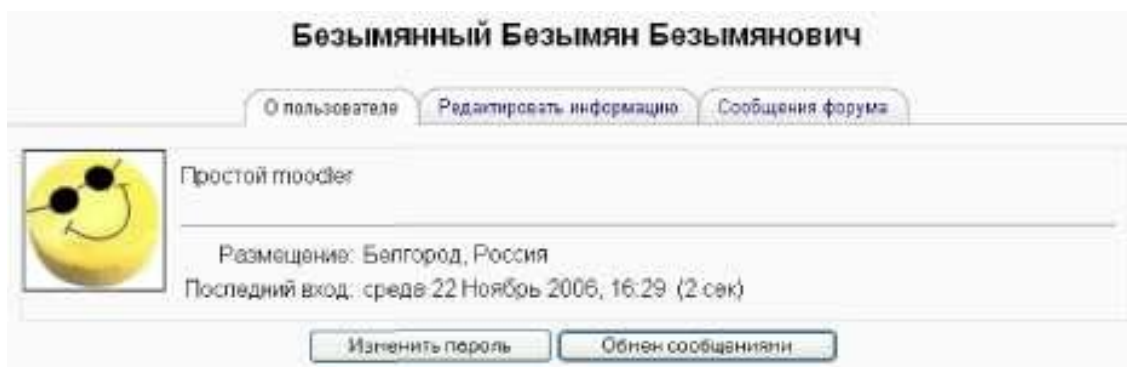 Безымянный Безымян Безымянович
О пользователе Редактировать информацию Сообщения форума
Простой moodler
Размещение: Белгород, Россия
Последний вход: среда 22 Ноябрь 2006, 16:29 (2 сек)
Изменить пароль Обмен сообщениями